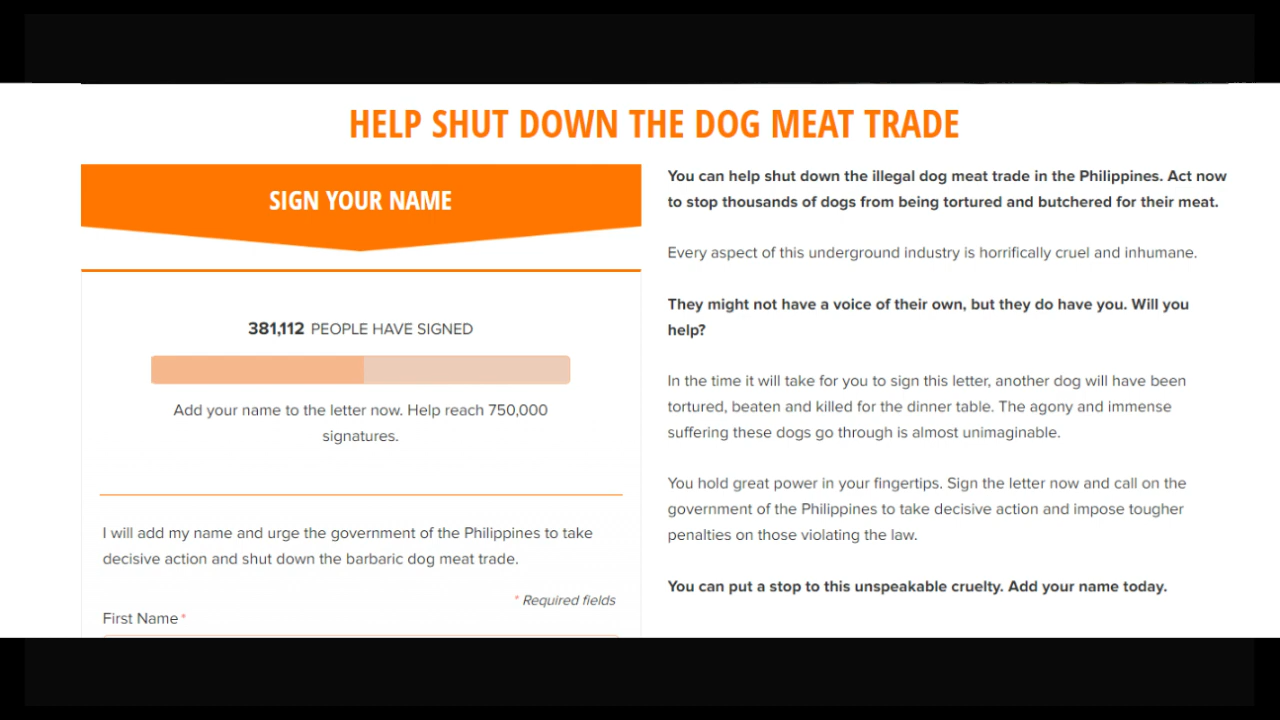 HELP SHUT DOWN THE DOG MEAT TRADE
SIGN YOUR NAME
381,112 PEOPLE HAVE SIGNED
Add your name to the letter now. Help reach 750,000
signatures.
I will add my name and urge the government of the Philippines to take
decisive action and shut down the barbaric dog meat trade.
* Required fields
First Name *
You can help shut down the illegal dog meat trade in the Philippines. Act now
to stop thousands of dogs from being tortured and butchered for their meat.
Every aspect of this underground industry is horrifically cruel and inhumane.
They might not have a voice of their own, but they do have you. Will you
help?
In the time it will take for you to sign this letter, another dog will have been
tortured, beaten and killed for the dinner table. The agony and immense
suffering these dogs go through is almost unimaginable.
You hold great power in your fingertips. Sign the letter now and call on the
government of the Philippines to take decisive action and impose tougher
penalties on those violating the law.
You can put a stop to this unspeakable cruelty. Add your name today.